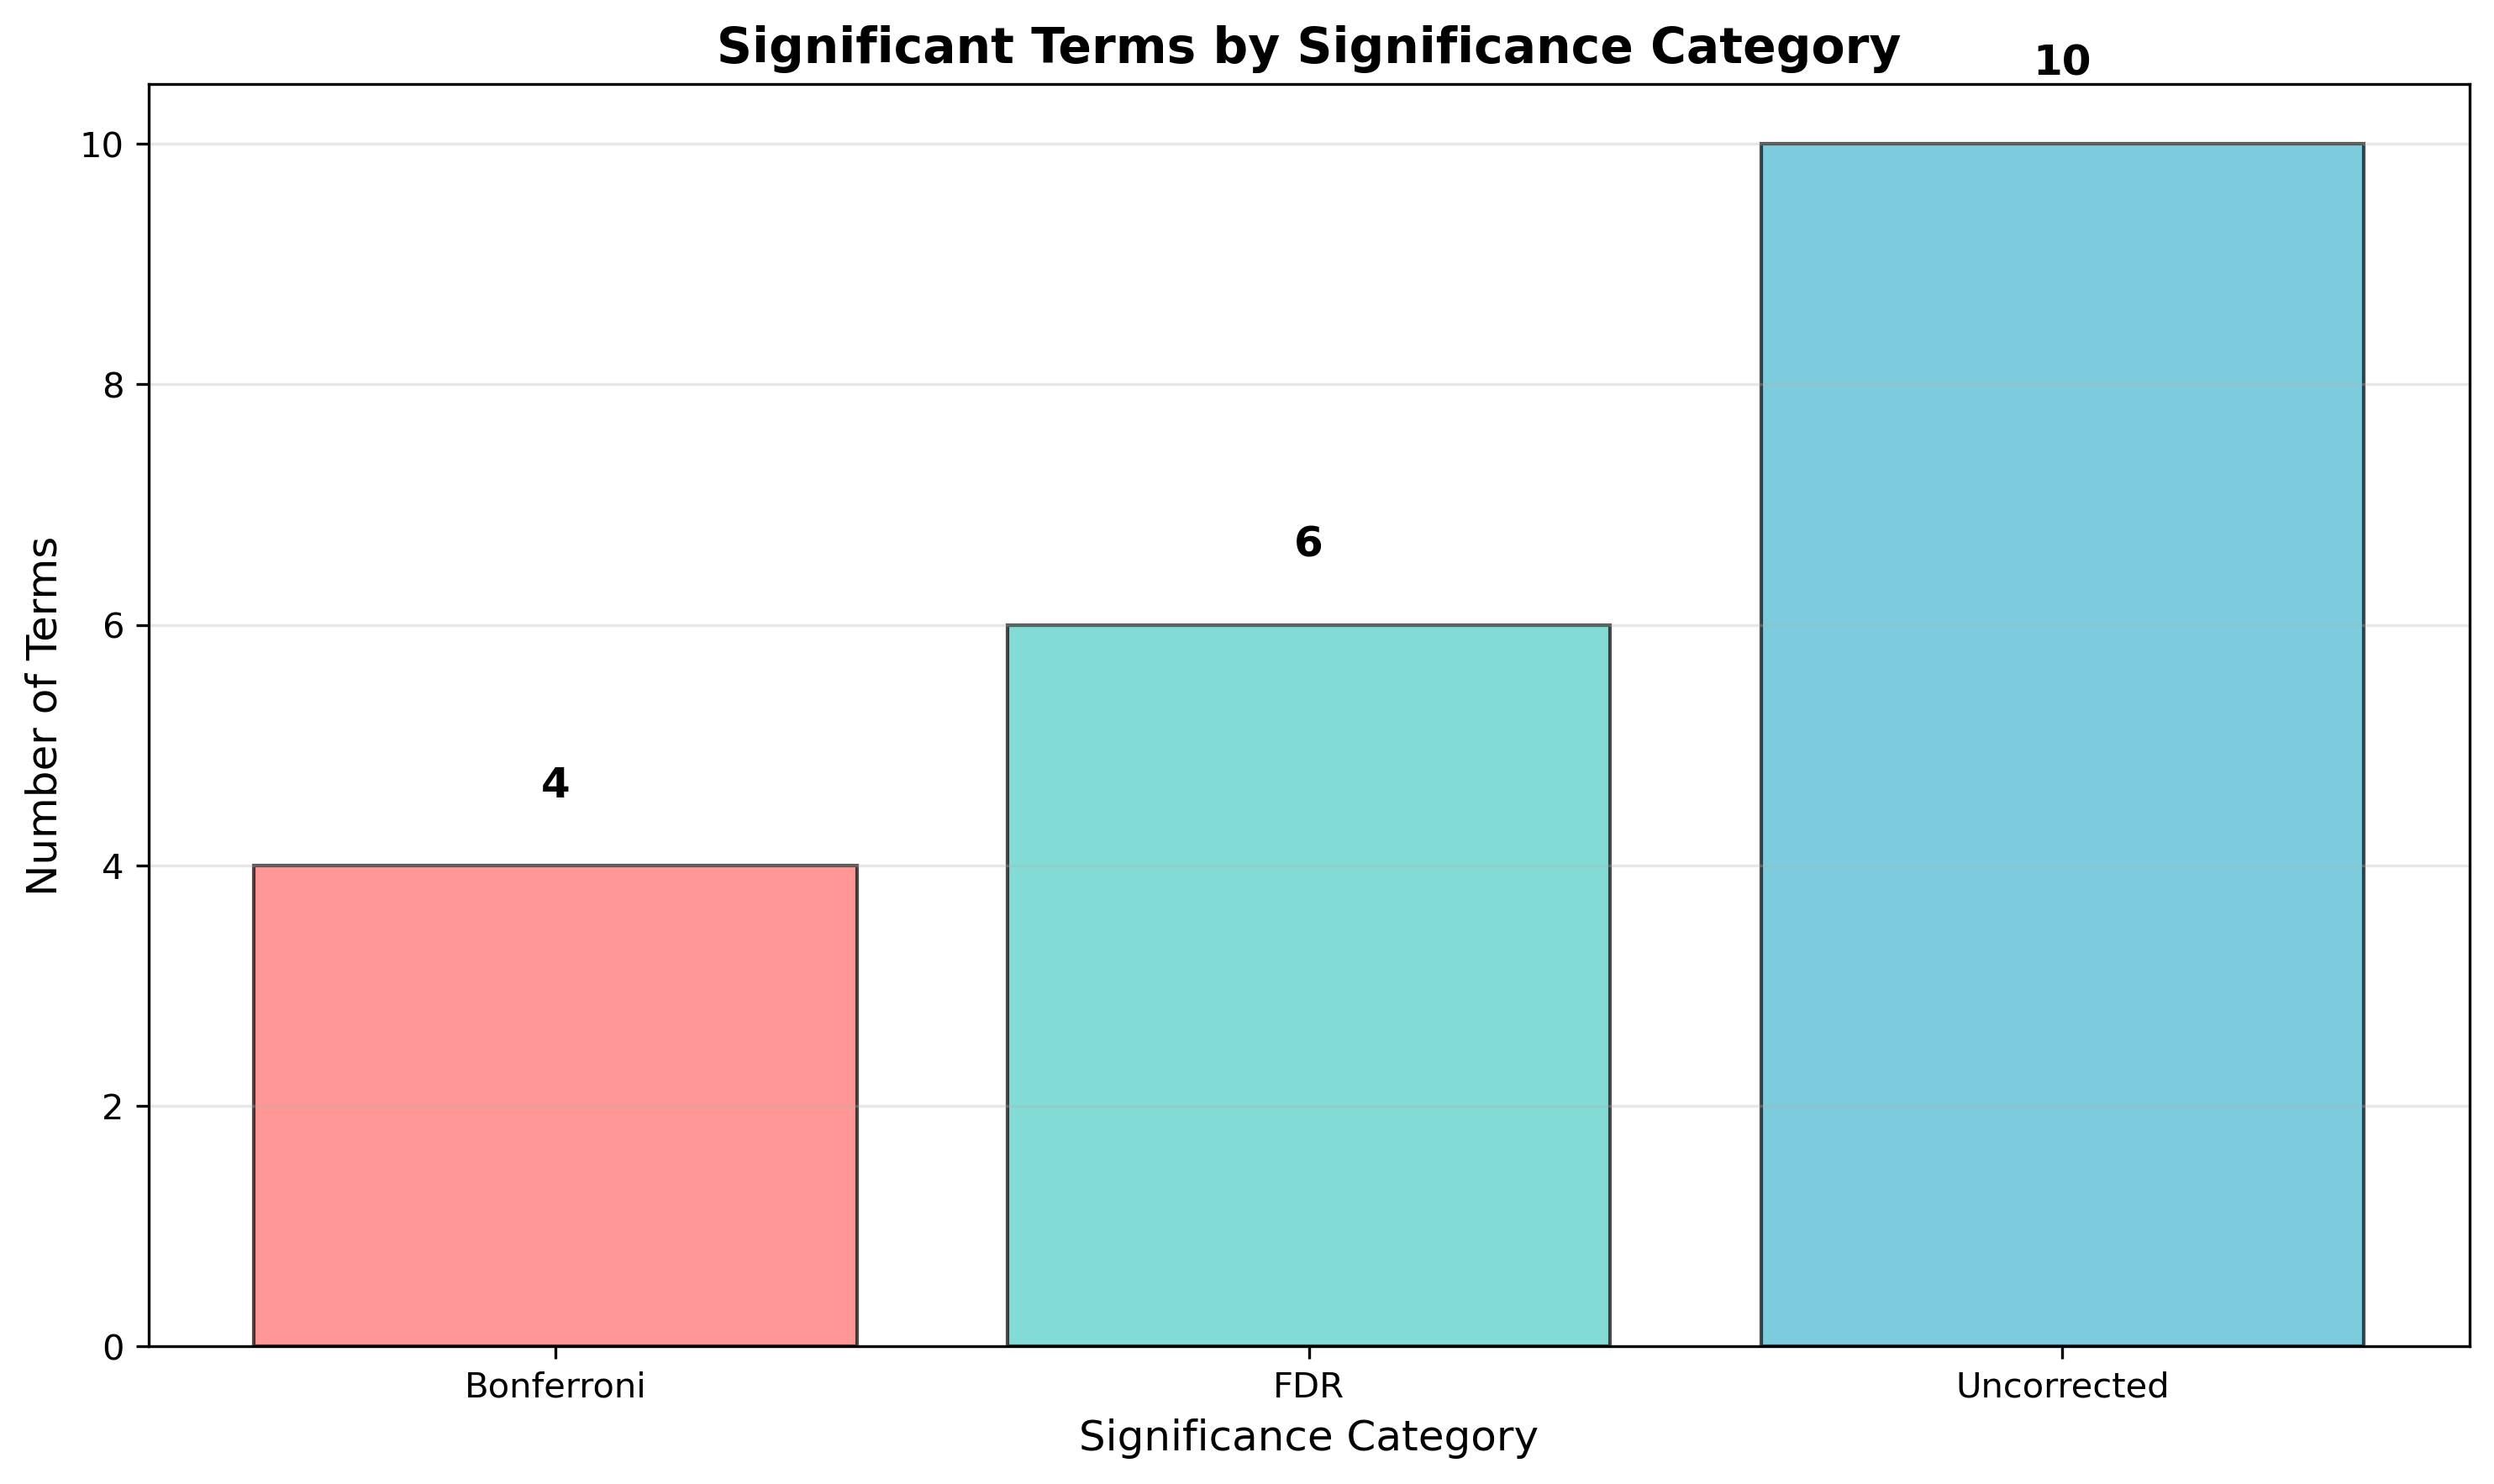 Significant Terms by Significance Category
10
10
8
6
4
2
0
6
4
Number of Terms
Bonferroni
FDR
Uncorrected
Significance Category